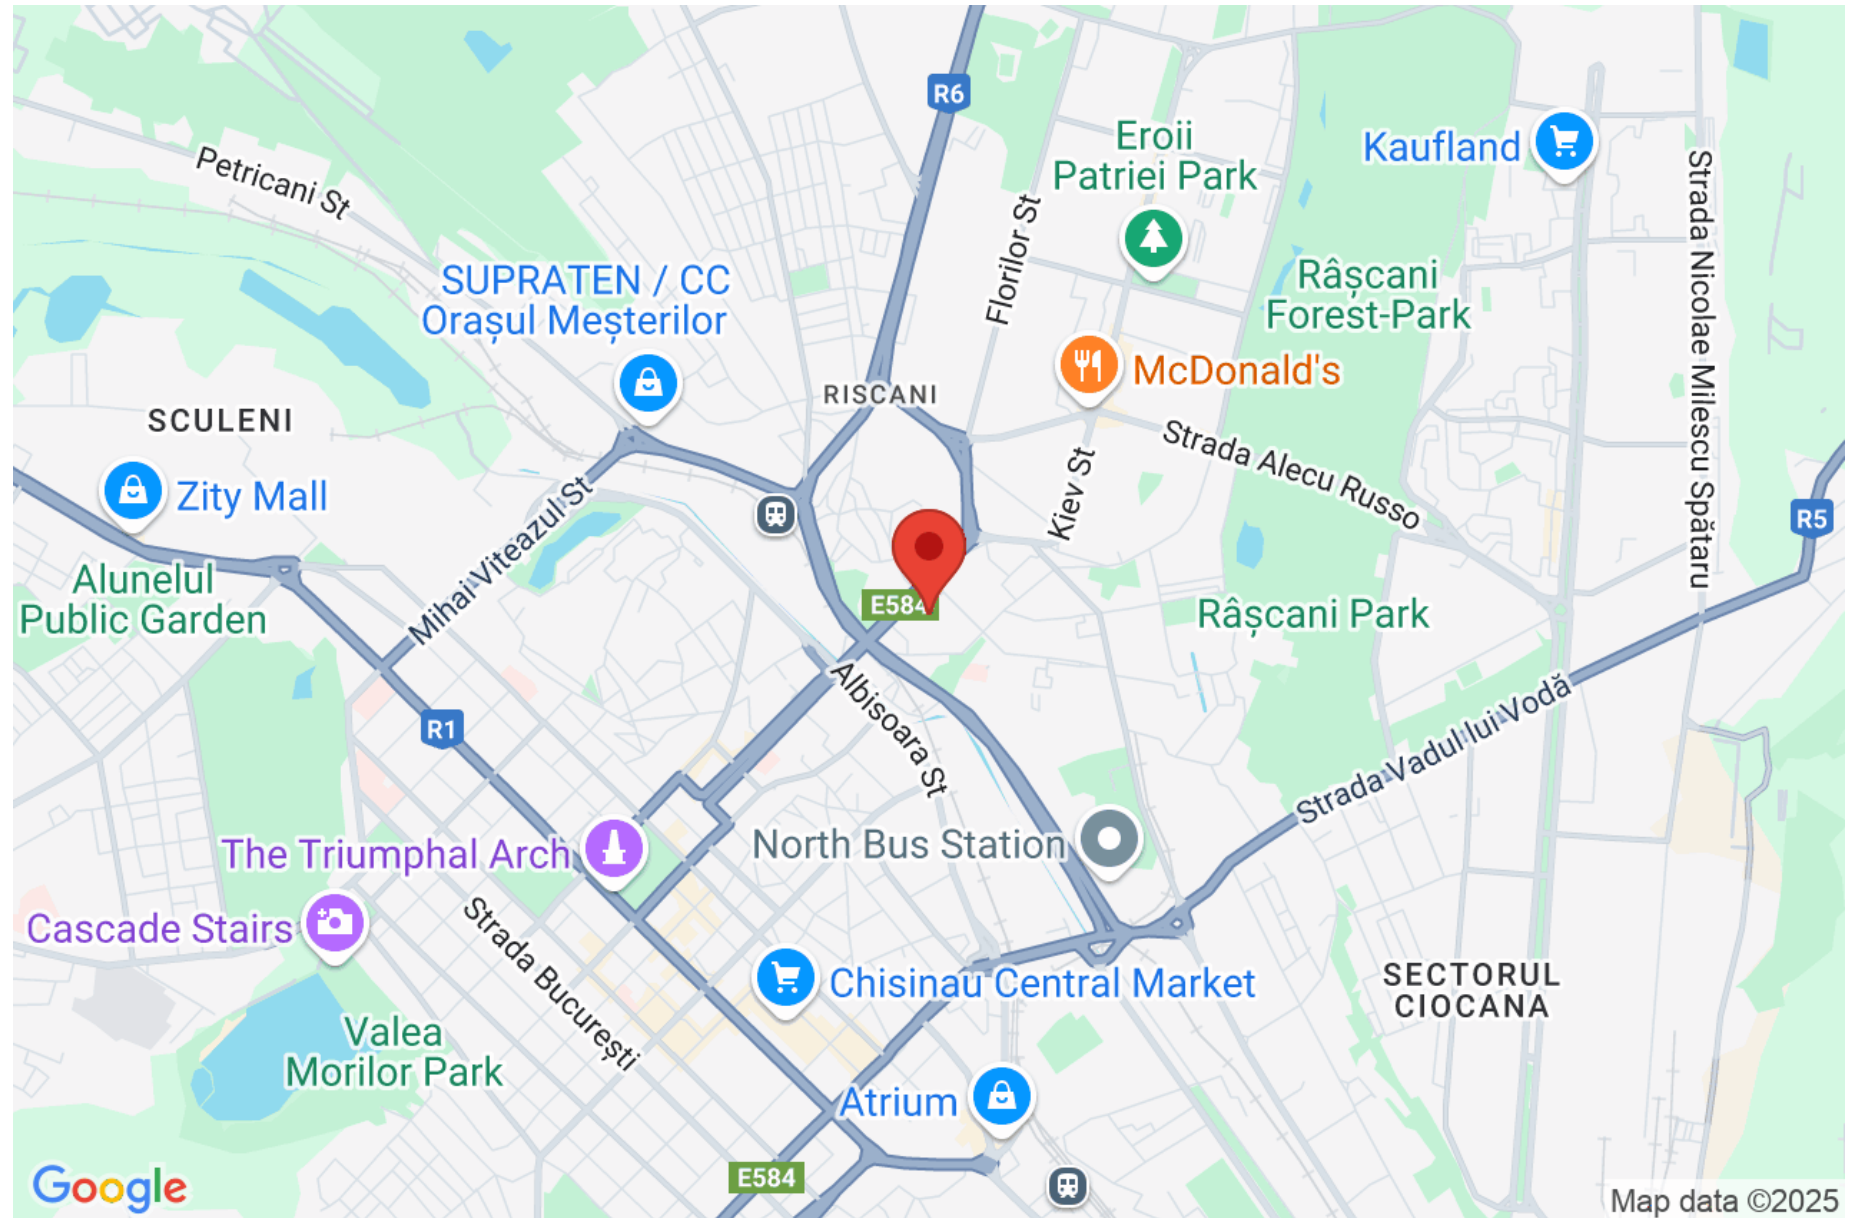 R6
Eroii
Patriei Park
Kaufland
Petricani St
Florilor St
Strada Nicolae Milescu Spătaru
SUPRATEN / CC
Orașul Meșterilor
Râșcani
Forest-Park
McDonald's
RISCANI
SCULENI
Strada Alecu Russo
Zity Mall
Mihai Viteazul St
Kiev St
R5
Alunelul
Public Garden
E584
Râșcani Park
Albisoara St
R1
Strada Vadul lui Vodă
The Triumphal Arch
North Bus Station
Cascade Stairs
Strada București
Chisinau Central Market
SECTORUL
CIOCANA
Valea
Morilor Park
Atrium
E584
Google
Map data ©2025